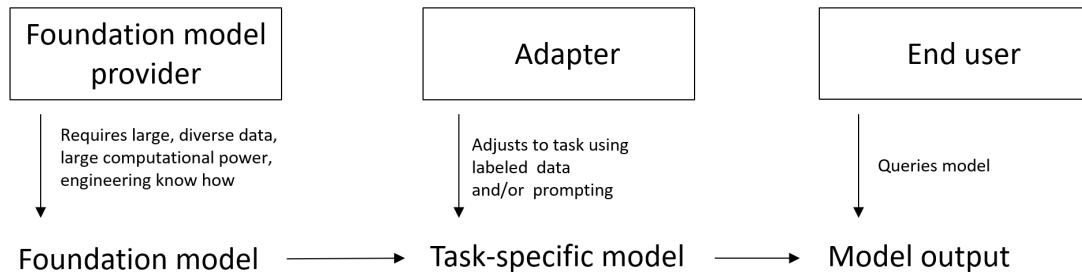 Foundation model
provider
Adapter
End user
Requires large, diverse data,
large computational power,
engineering know how
Adjusts to task using
labeled data
and/or prompting
Queries model
Foundation model
Task-specific model
Model output